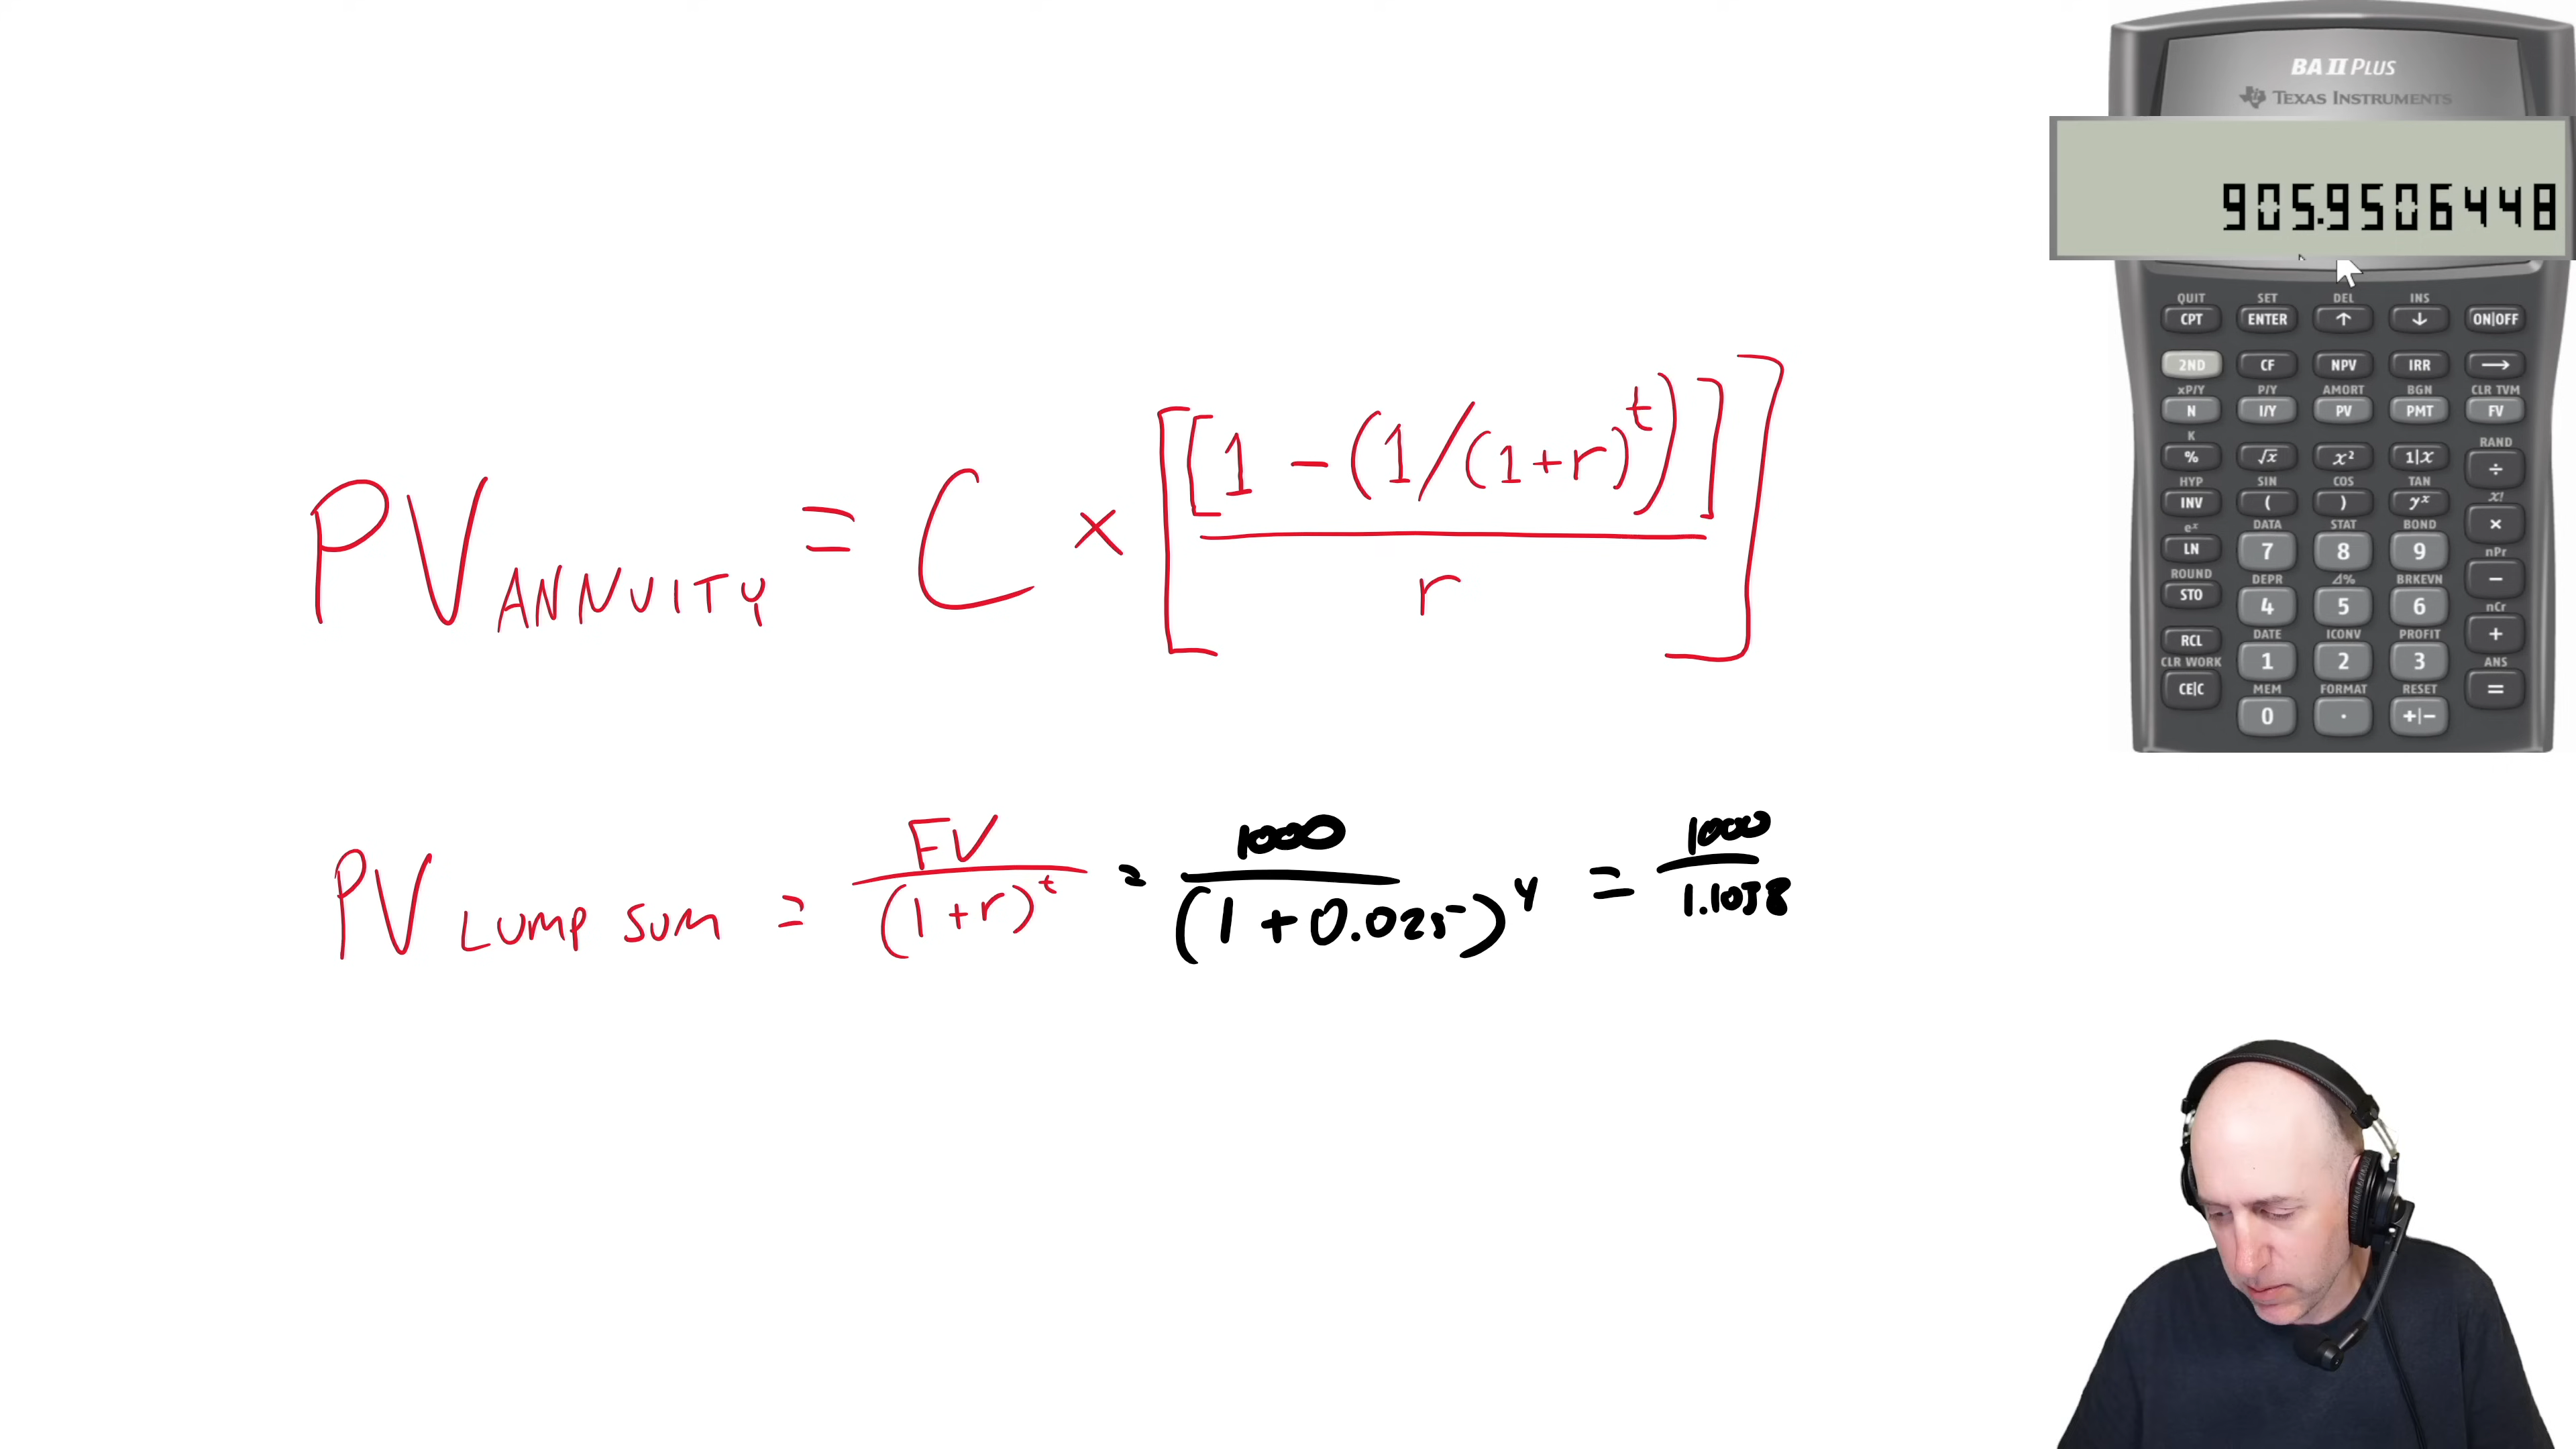 BA II PLUS
TEXAS INSTRUMENTS
905.9506448
QUIT SET DEL INS
CPT ENTER ↑ ↓ ON|OFF
2ND CF NPV IRR →
xP/Y P/Y AMORT BGN CLR TVM
N I/Y PV PMT FV
K RAND
% √x x² 1|x ÷
HYP SIN COS TAN x!
INV ( ) yˣ ×
eˣ DATA STAT BOND nPr
LN 7 8 9 −
ROUND DEPR Δ% BRKEVN nCr
STO 4 5 6 +
RCL DATE ICONV PROFIT
CLR WORK 1 2 3 ANS
CE|C MEM FORMAT RESET =
0 . +|−
PV ANNUITY = C × [[1 − (1/(1+r)^t)] / r]
PV LUMP SUM = FV / (1+r)^t = 1000 / (1+0.025)^4 = 1000 / 1.1038